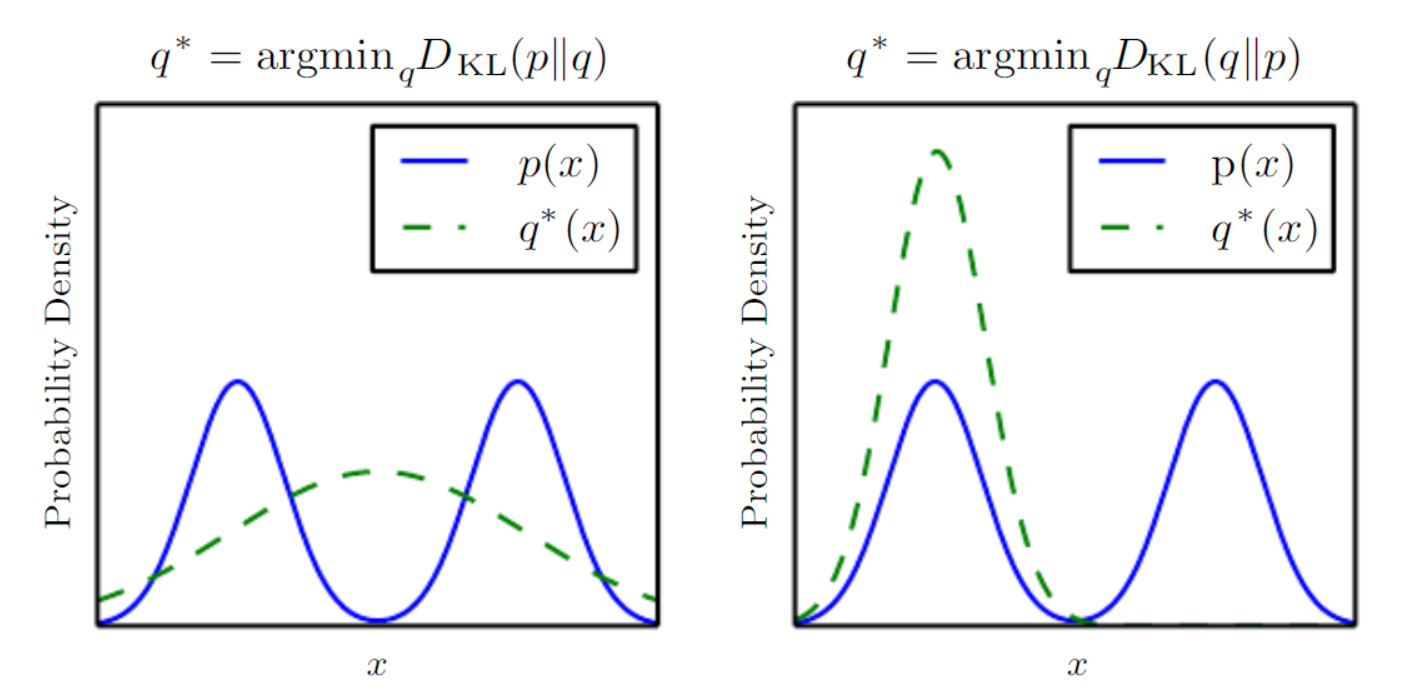 q* = argmin_q D_KL(p‖q)
p(x)
q*(x)
Probability Density
x
q* = argmin_q D_KL(q‖p)
p(x)
q*(x)
Probability Density
x